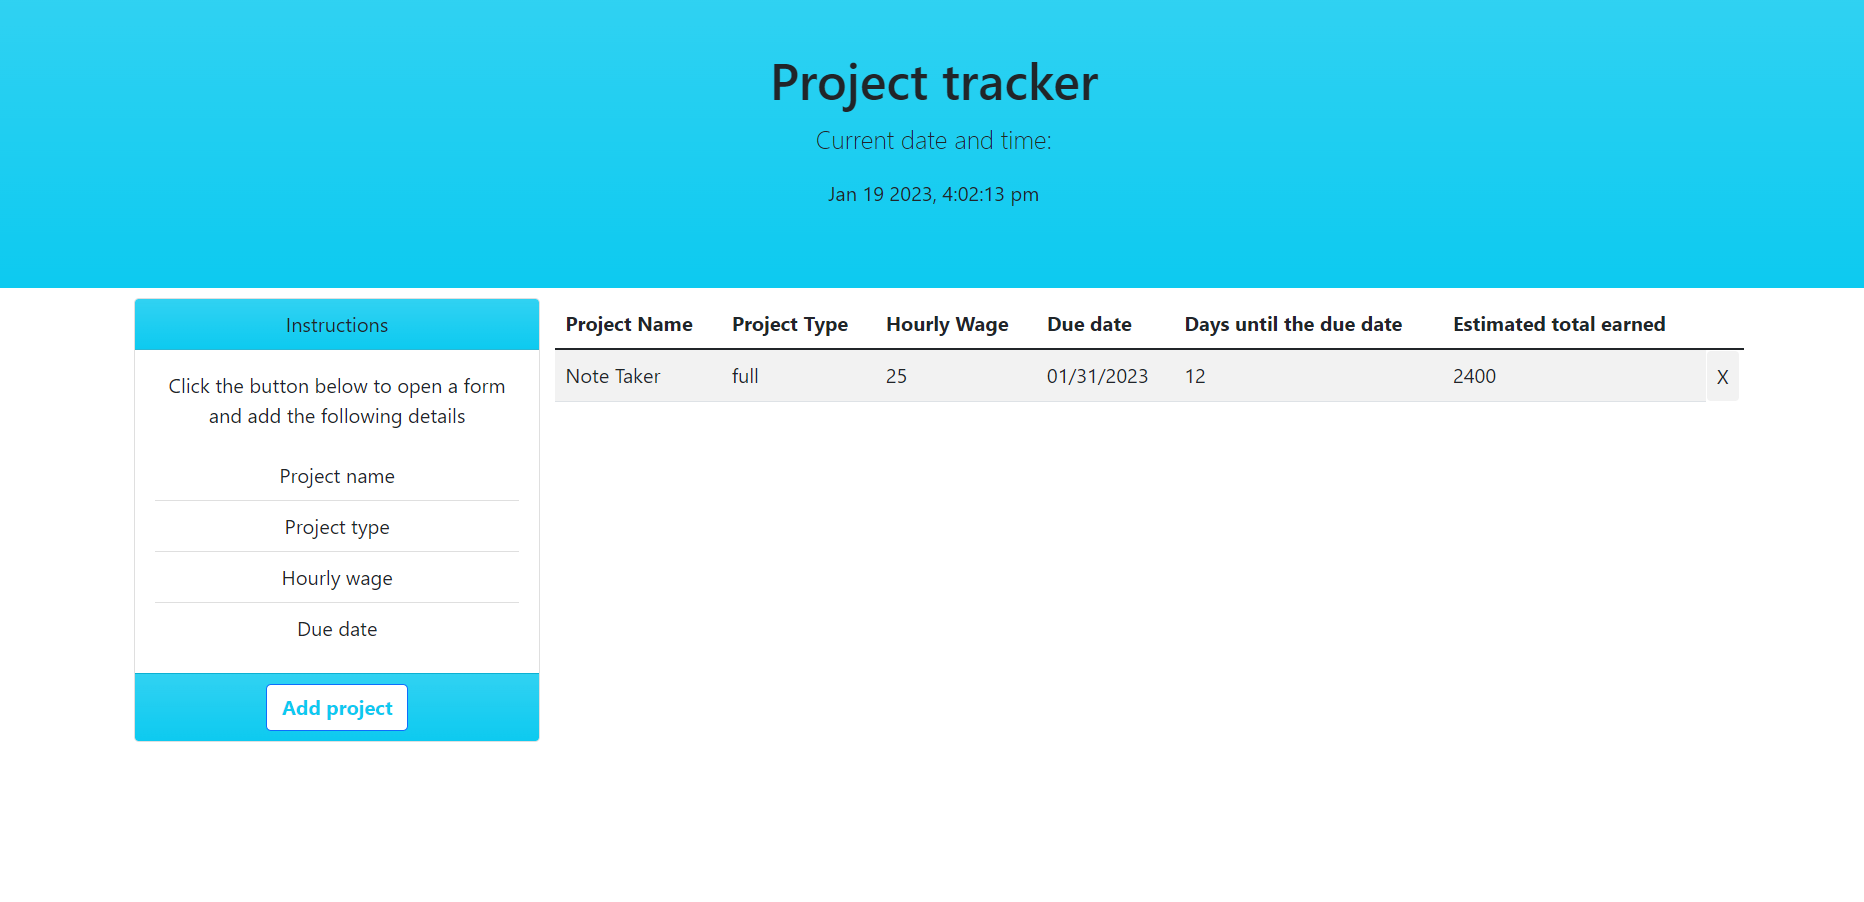 Project tracker
Current date and time:
Jan 19 2023, 4:02:13 pm
Instructions
Click the button below to open a form
and add the following details
Project name
Project type
Hourly wage
Due date
Add project
Project Name Project Type Hourly Wage Due date Days until the due date Estimated total earned
Note Taker full 25 01/31/2023 12 2400 X